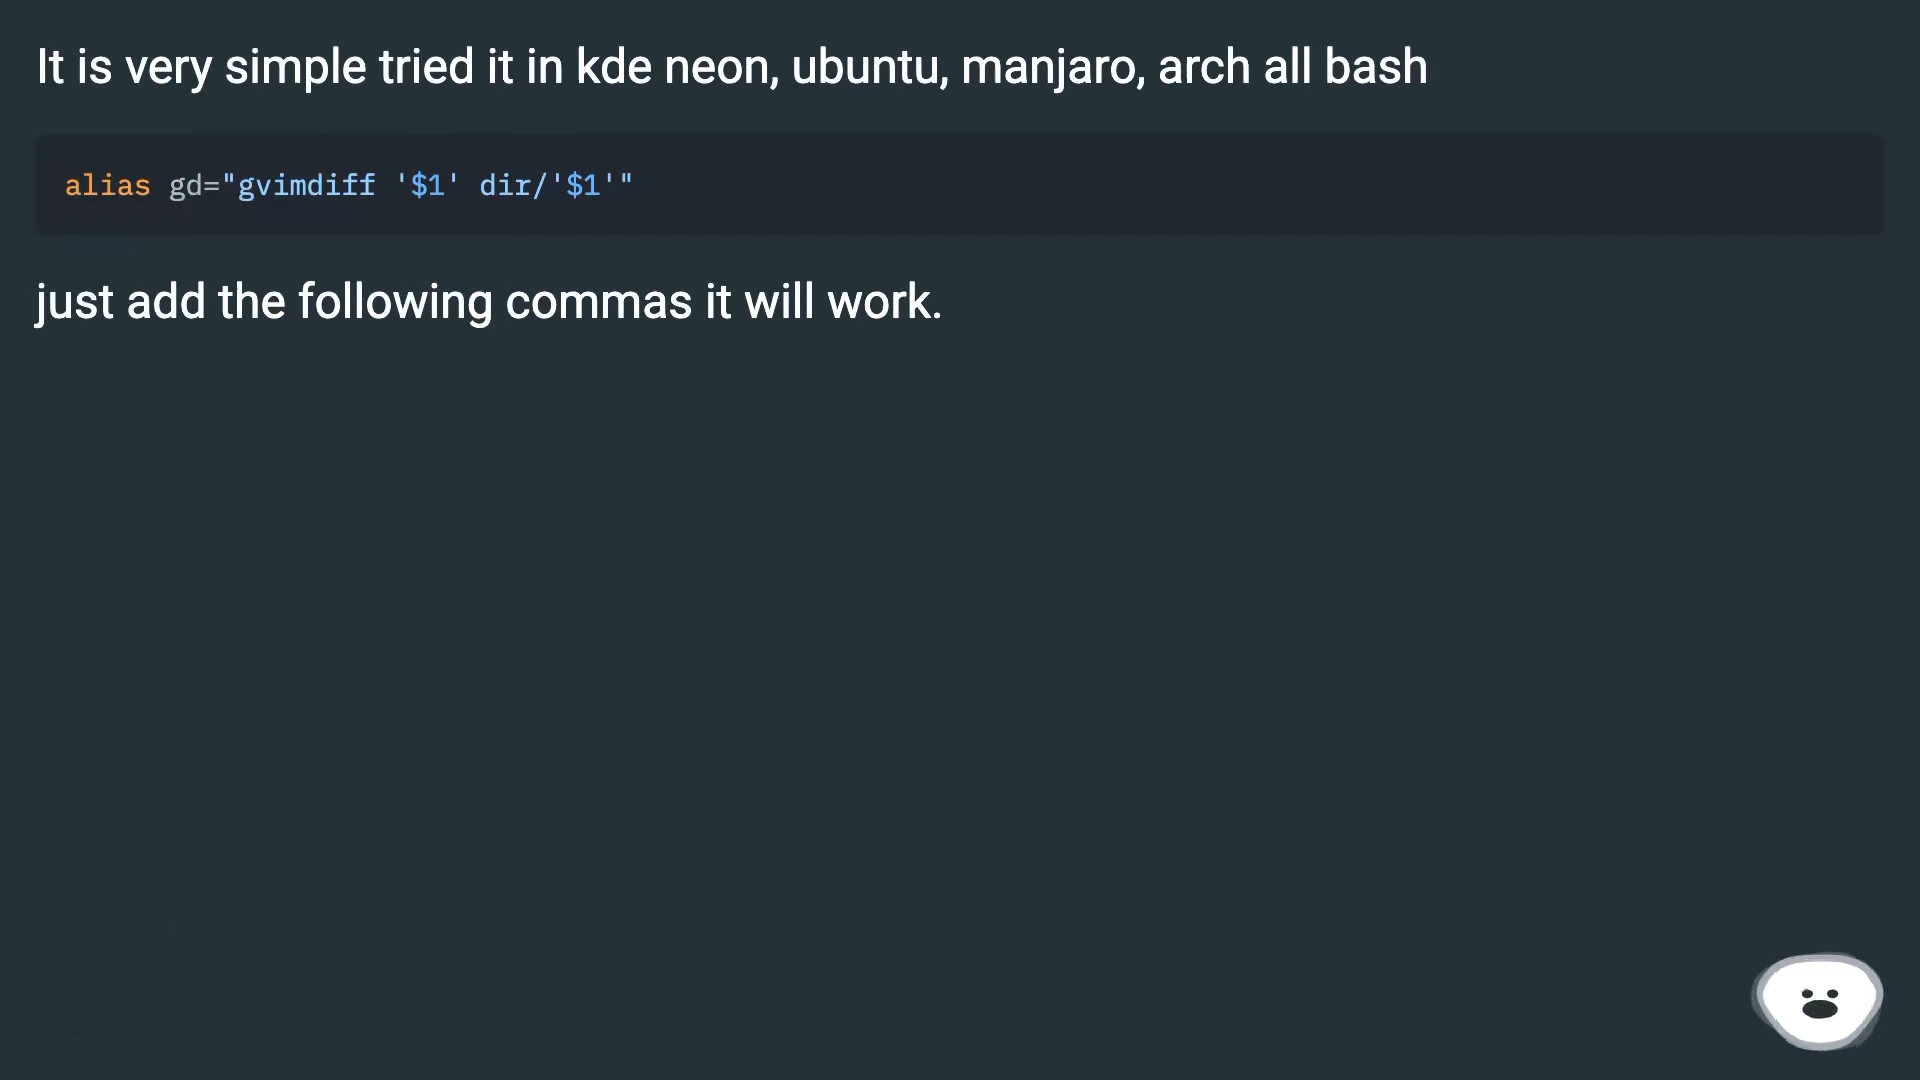 It is very simple tried it in kde neon, ubuntu, manjaro, arch all bash
alias gd="gvimdiff '$1' dir/'$1'"
just add the following commas it will work.